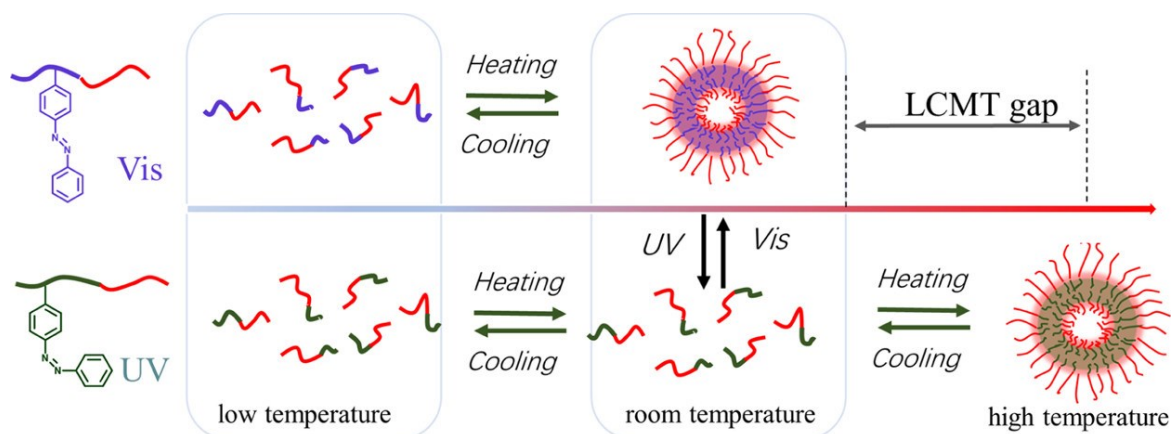 Heating
Cooling
LCMT gap
N
N
Vis
UV
Vis
Heating
Cooling
Heating
Cooling
N
N
UV
low temperature
room temperature
high temperature